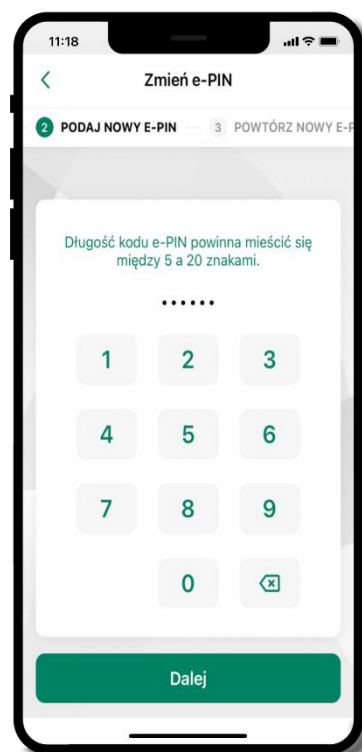 11:18
Zmień e-PIN
2 PODAJ NOWY E-PIN 3 POWTÓRZ NOWY E-P
Długość kodu e-PIN powinna mieścić się
między 5 a 20 znakami.
••••••
1 2 3
4 5 6
7 8 9
0
Dalej